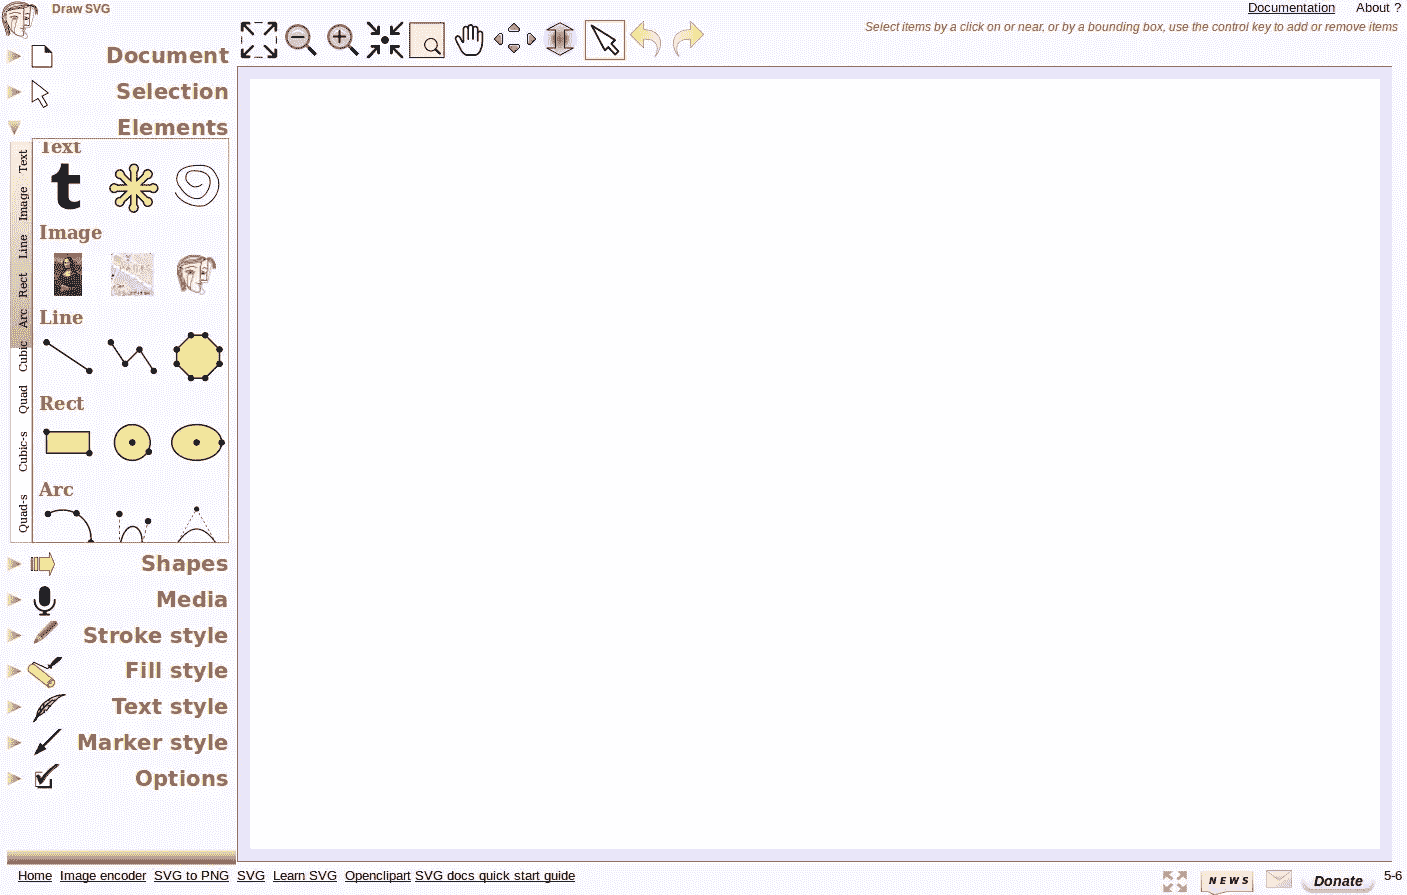 Draw SVG
Documentation About ?
Select items by a click on or near, or by a bounding box, use the control key to add or remove items
Document
Selection
Elements
Text
Image
Line
Rect
Arc
Cubic
Quad
Cubic-s
Quad-s
Text
Image
Line
Rect
Arc
Shapes
Media
Stroke style
Fill style
Text style
Marker style
Options
Home Image encoder SVG to PNG SVG Learn SVG Openclipart SVG docs quick start guide
NEWS Donate 5-6